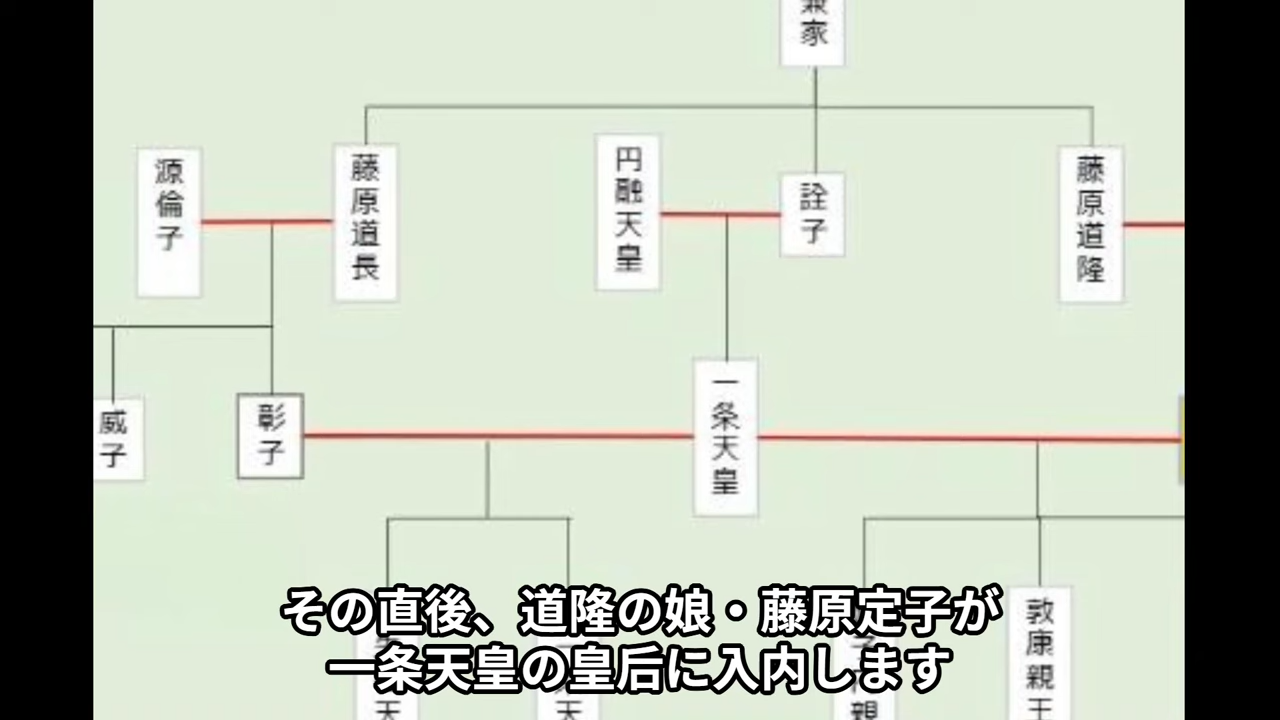 兼家
源倫子
藤原道長
円融天皇
詮子
藤原道隆
威子
彰子
一条天皇
敦康親王
その直後、道隆の娘・藤原定子が
一条天皇の皇后に入内します